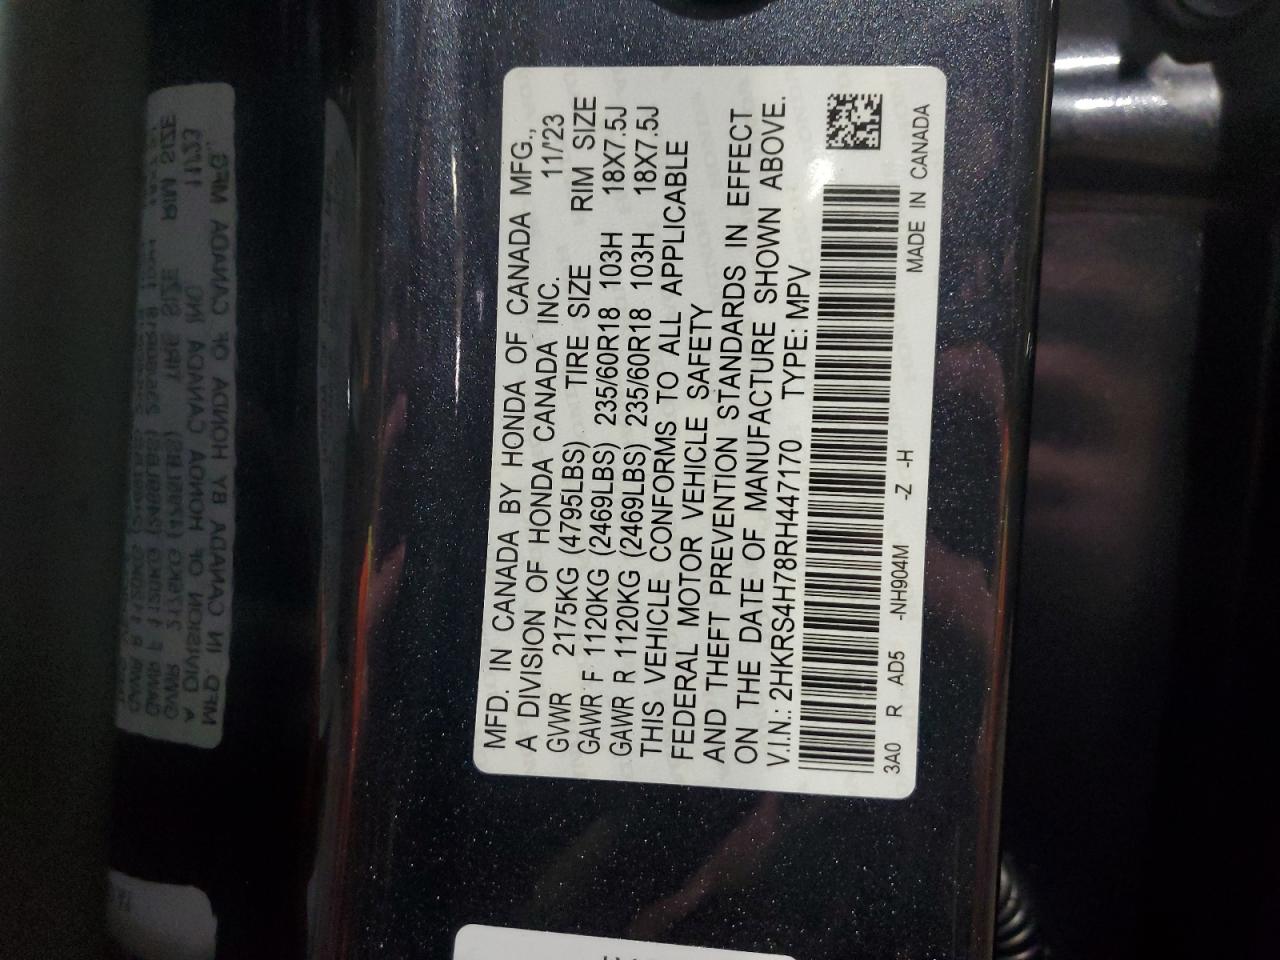 MFD. IN CANADA BY HONDA OF CANADA MFG.,
A DIVISION OF HONDA CANADA INC. 11/'23
GVWR 2175KG (4795LBS) TIRE SIZE RIM SIZE
GAWR F 1120KG (2469LBS) 235/60R18 103H 18X7.5J
GAWR R 1120KG (2469LBS) 235/60R18 103H 18X7.5J
THIS VEHICLE CONFORMS TO ALL APPLICABLE
FEDERAL MOTOR VEHICLE SAFETY
AND THEFT PREVENTION STANDARDS IN EFFECT
ON THE DATE OF MANUFACTURE SHOWN ABOVE.
V.I.N.: 2HKRS4H78RH447170 TYPE: MPV
3A0 R AD5 -NH904M -Z -H MADE IN CANADA